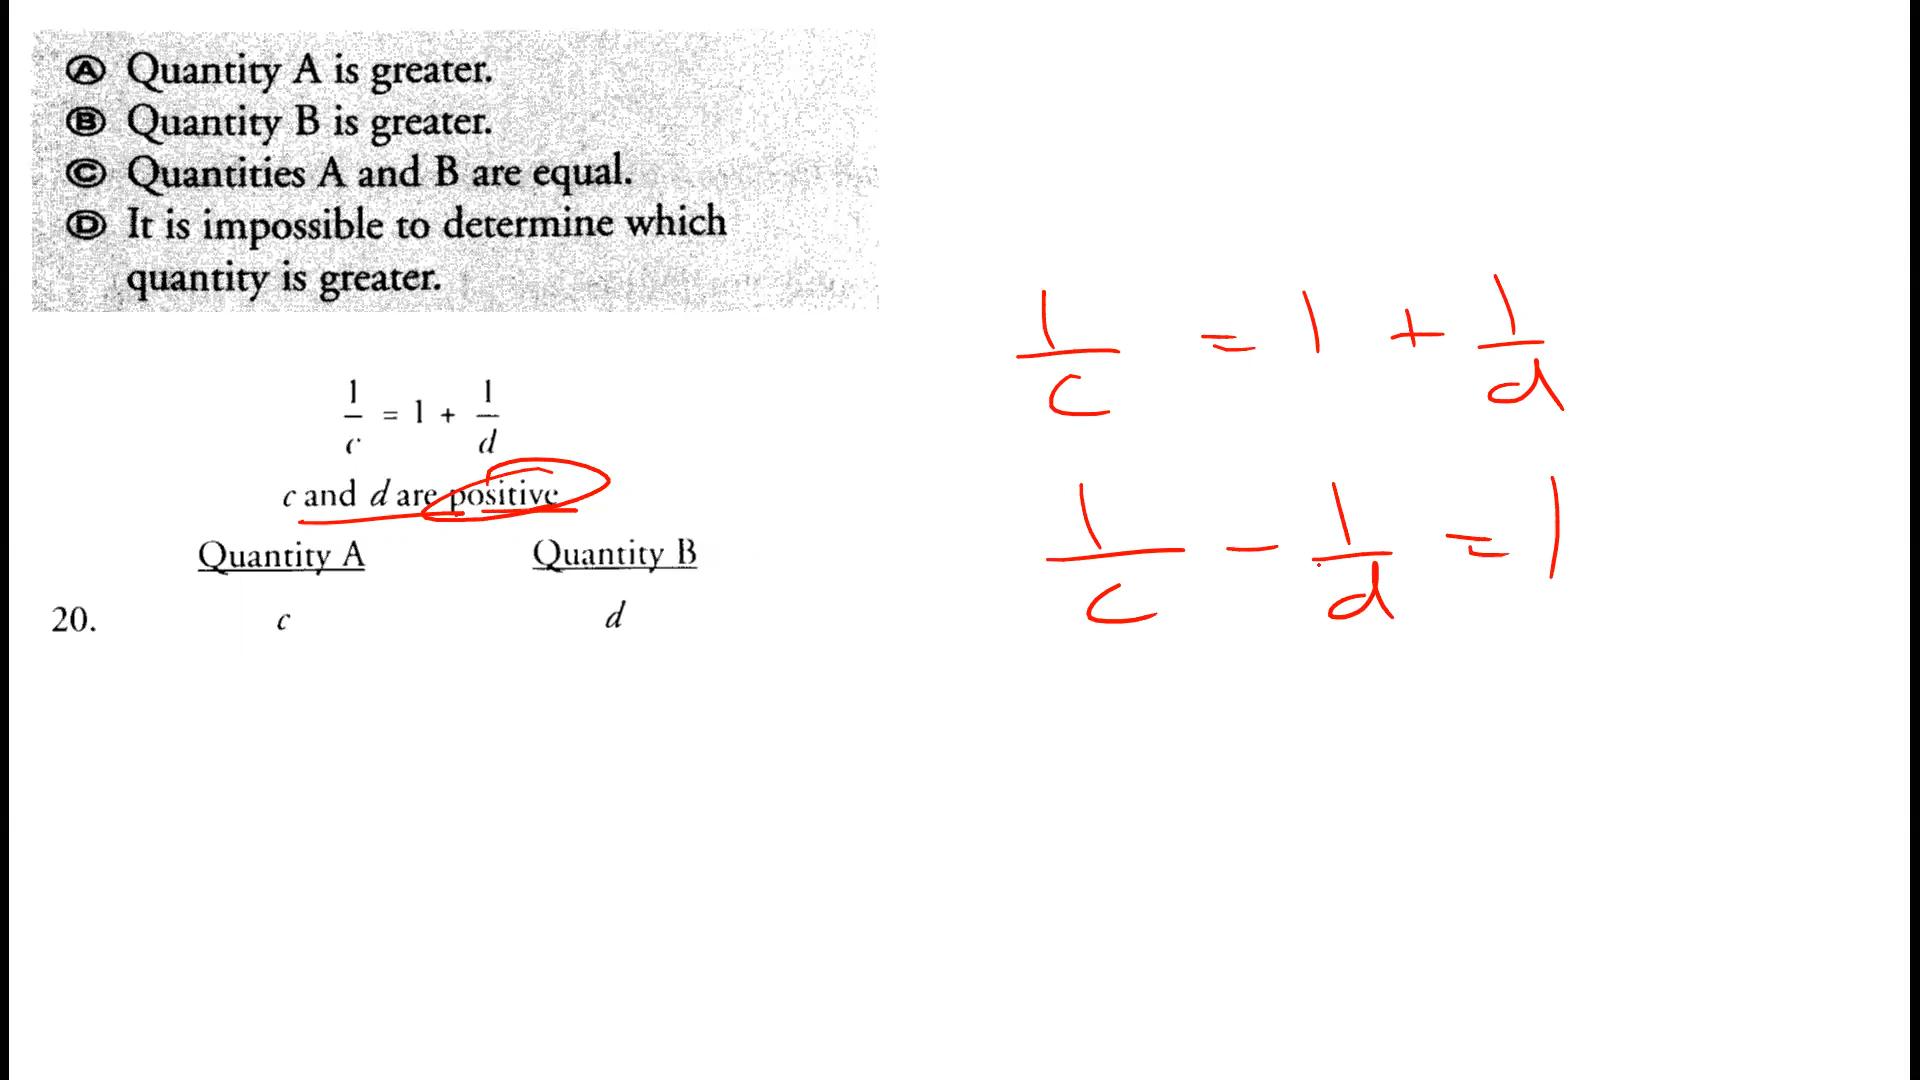 Ⓐ Quantity A is greater.
Ⓑ Quantity B is greater.
Ⓒ Quantities A and B are equal.
Ⓓ It is impossible to determine which
quantity is greater.
1/c = 1 + 1/d
c and d are positive
Quantity A Quantity B
20. c d
1/c = 1 + 1/d
1/c - 1/d = 1